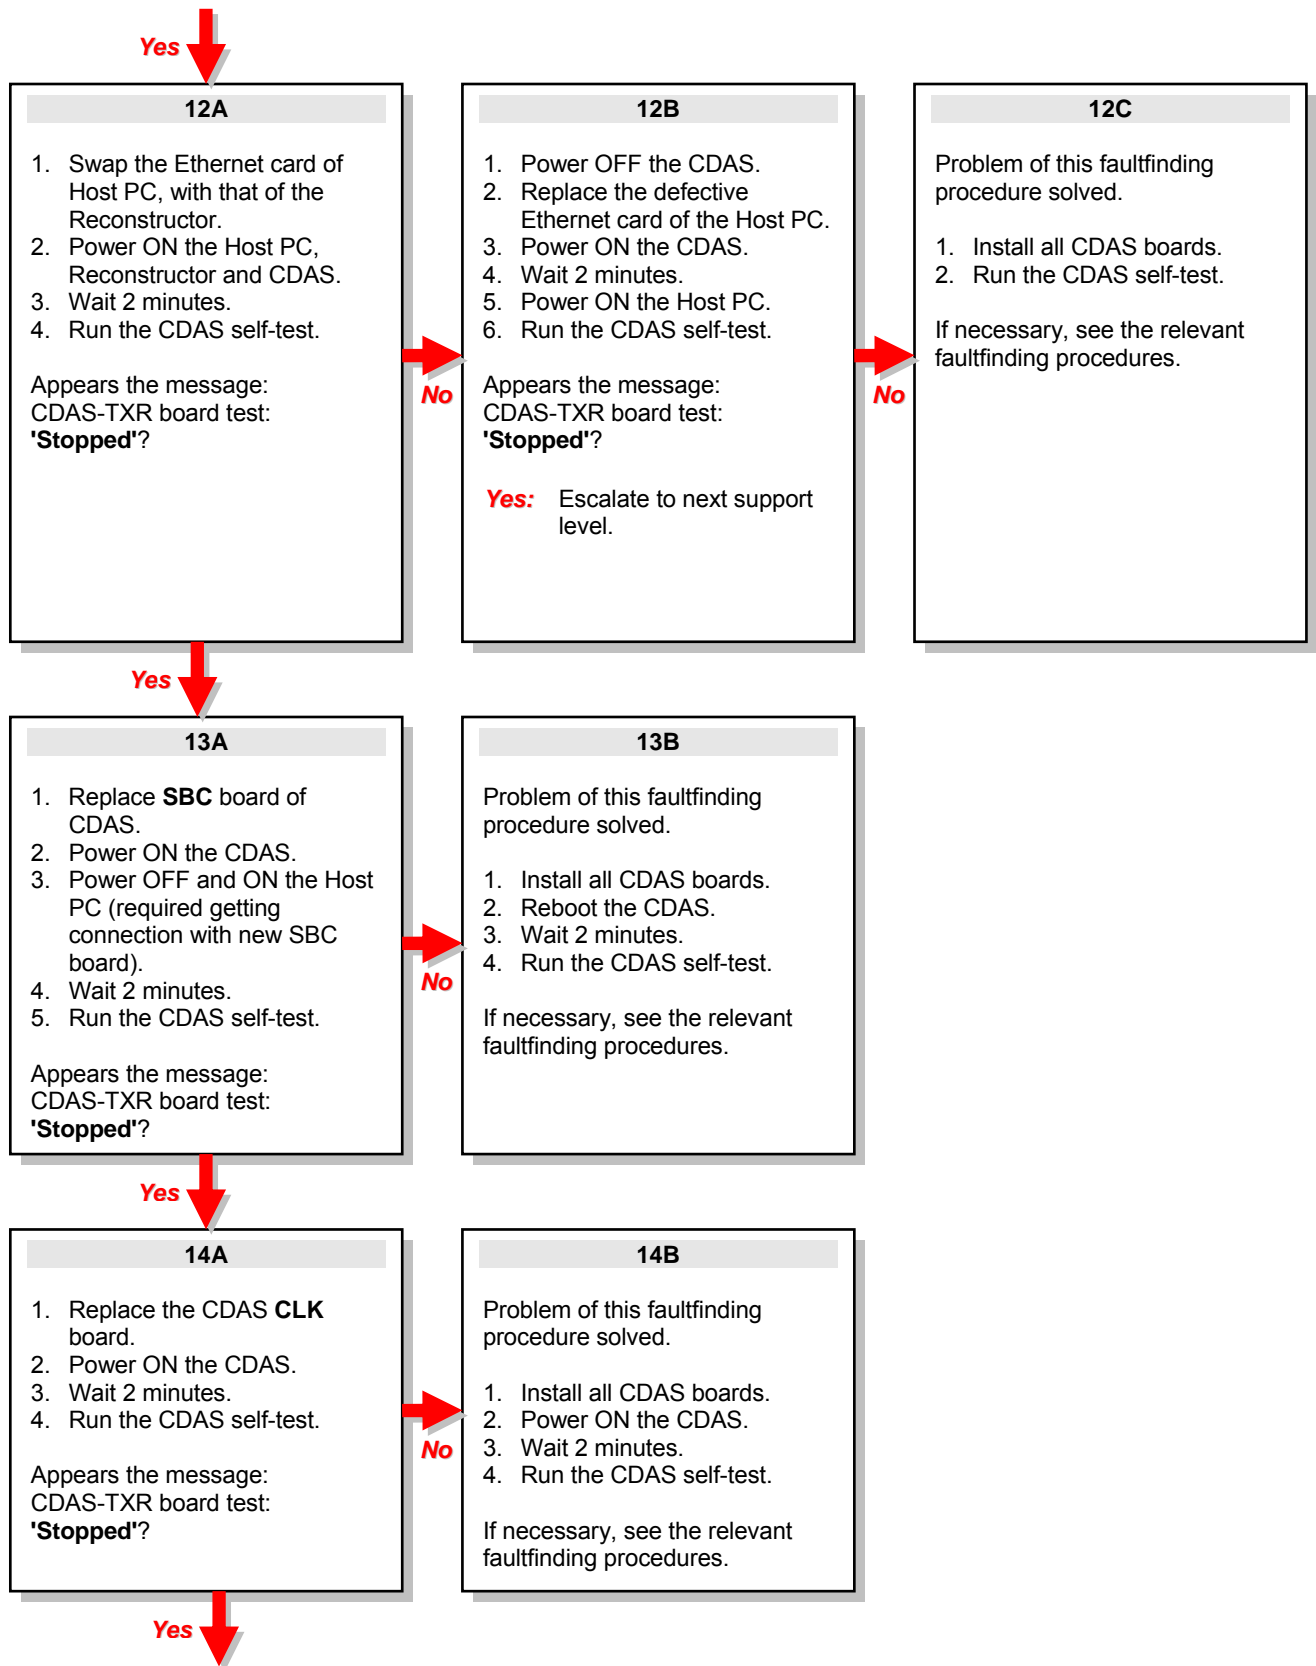 Yes
12A
1. Swap the Ethernet card of
Host PC, with that of the
Reconstructor.
2. Power ON the Host PC,
Reconstructor and CDAS.
3. Wait 2 minutes.
4. Run the CDAS self-test.
Appears the message:
CDAS-TXR board test:
'Stopped'?
No
12B
1. Power OFF the CDAS.
2. Replace the defective
Ethernet card of the Host PC.
3. Power ON the CDAS.
4. Wait 2 minutes.
5. Power ON the Host PC.
6. Run the CDAS self-test.
Appears the message:
CDAS-TXR board test:
'Stopped'?
Yes: Escalate to next support
level.
No
12C
Problem of this faultfinding
procedure solved.
1. Install all CDAS boards.
2. Run the CDAS self-test.
If necessary, see the relevant
faultfinding procedures.
Yes
13A
1. Replace SBC board of
CDAS.
2. Power ON the CDAS.
3. Power OFF and ON the Host
PC (required getting
connection with new SBC
board).
4. Wait 2 minutes.
5. Run the CDAS self-test.
Appears the message:
CDAS-TXR board test:
'Stopped'?
No
13B
Problem of this faultfinding
procedure solved.
1. Install all CDAS boards.
2. Reboot the CDAS.
3. Wait 2 minutes.
4. Run the CDAS self-test.
If necessary, see the relevant
faultfinding procedures.
Yes
14A
1. Replace the CDAS CLK
board.
2. Power ON the CDAS.
3. Wait 2 minutes.
4. Run the CDAS self-test.
Appears the message:
CDAS-TXR board test:
'Stopped'?
No
14B
Problem of this faultfinding
procedure solved.
1. Install all CDAS boards.
2. Power ON the CDAS.
3. Wait 2 minutes.
4. Run the CDAS self-test.
If necessary, see the relevant
faultfinding procedures.
Yes